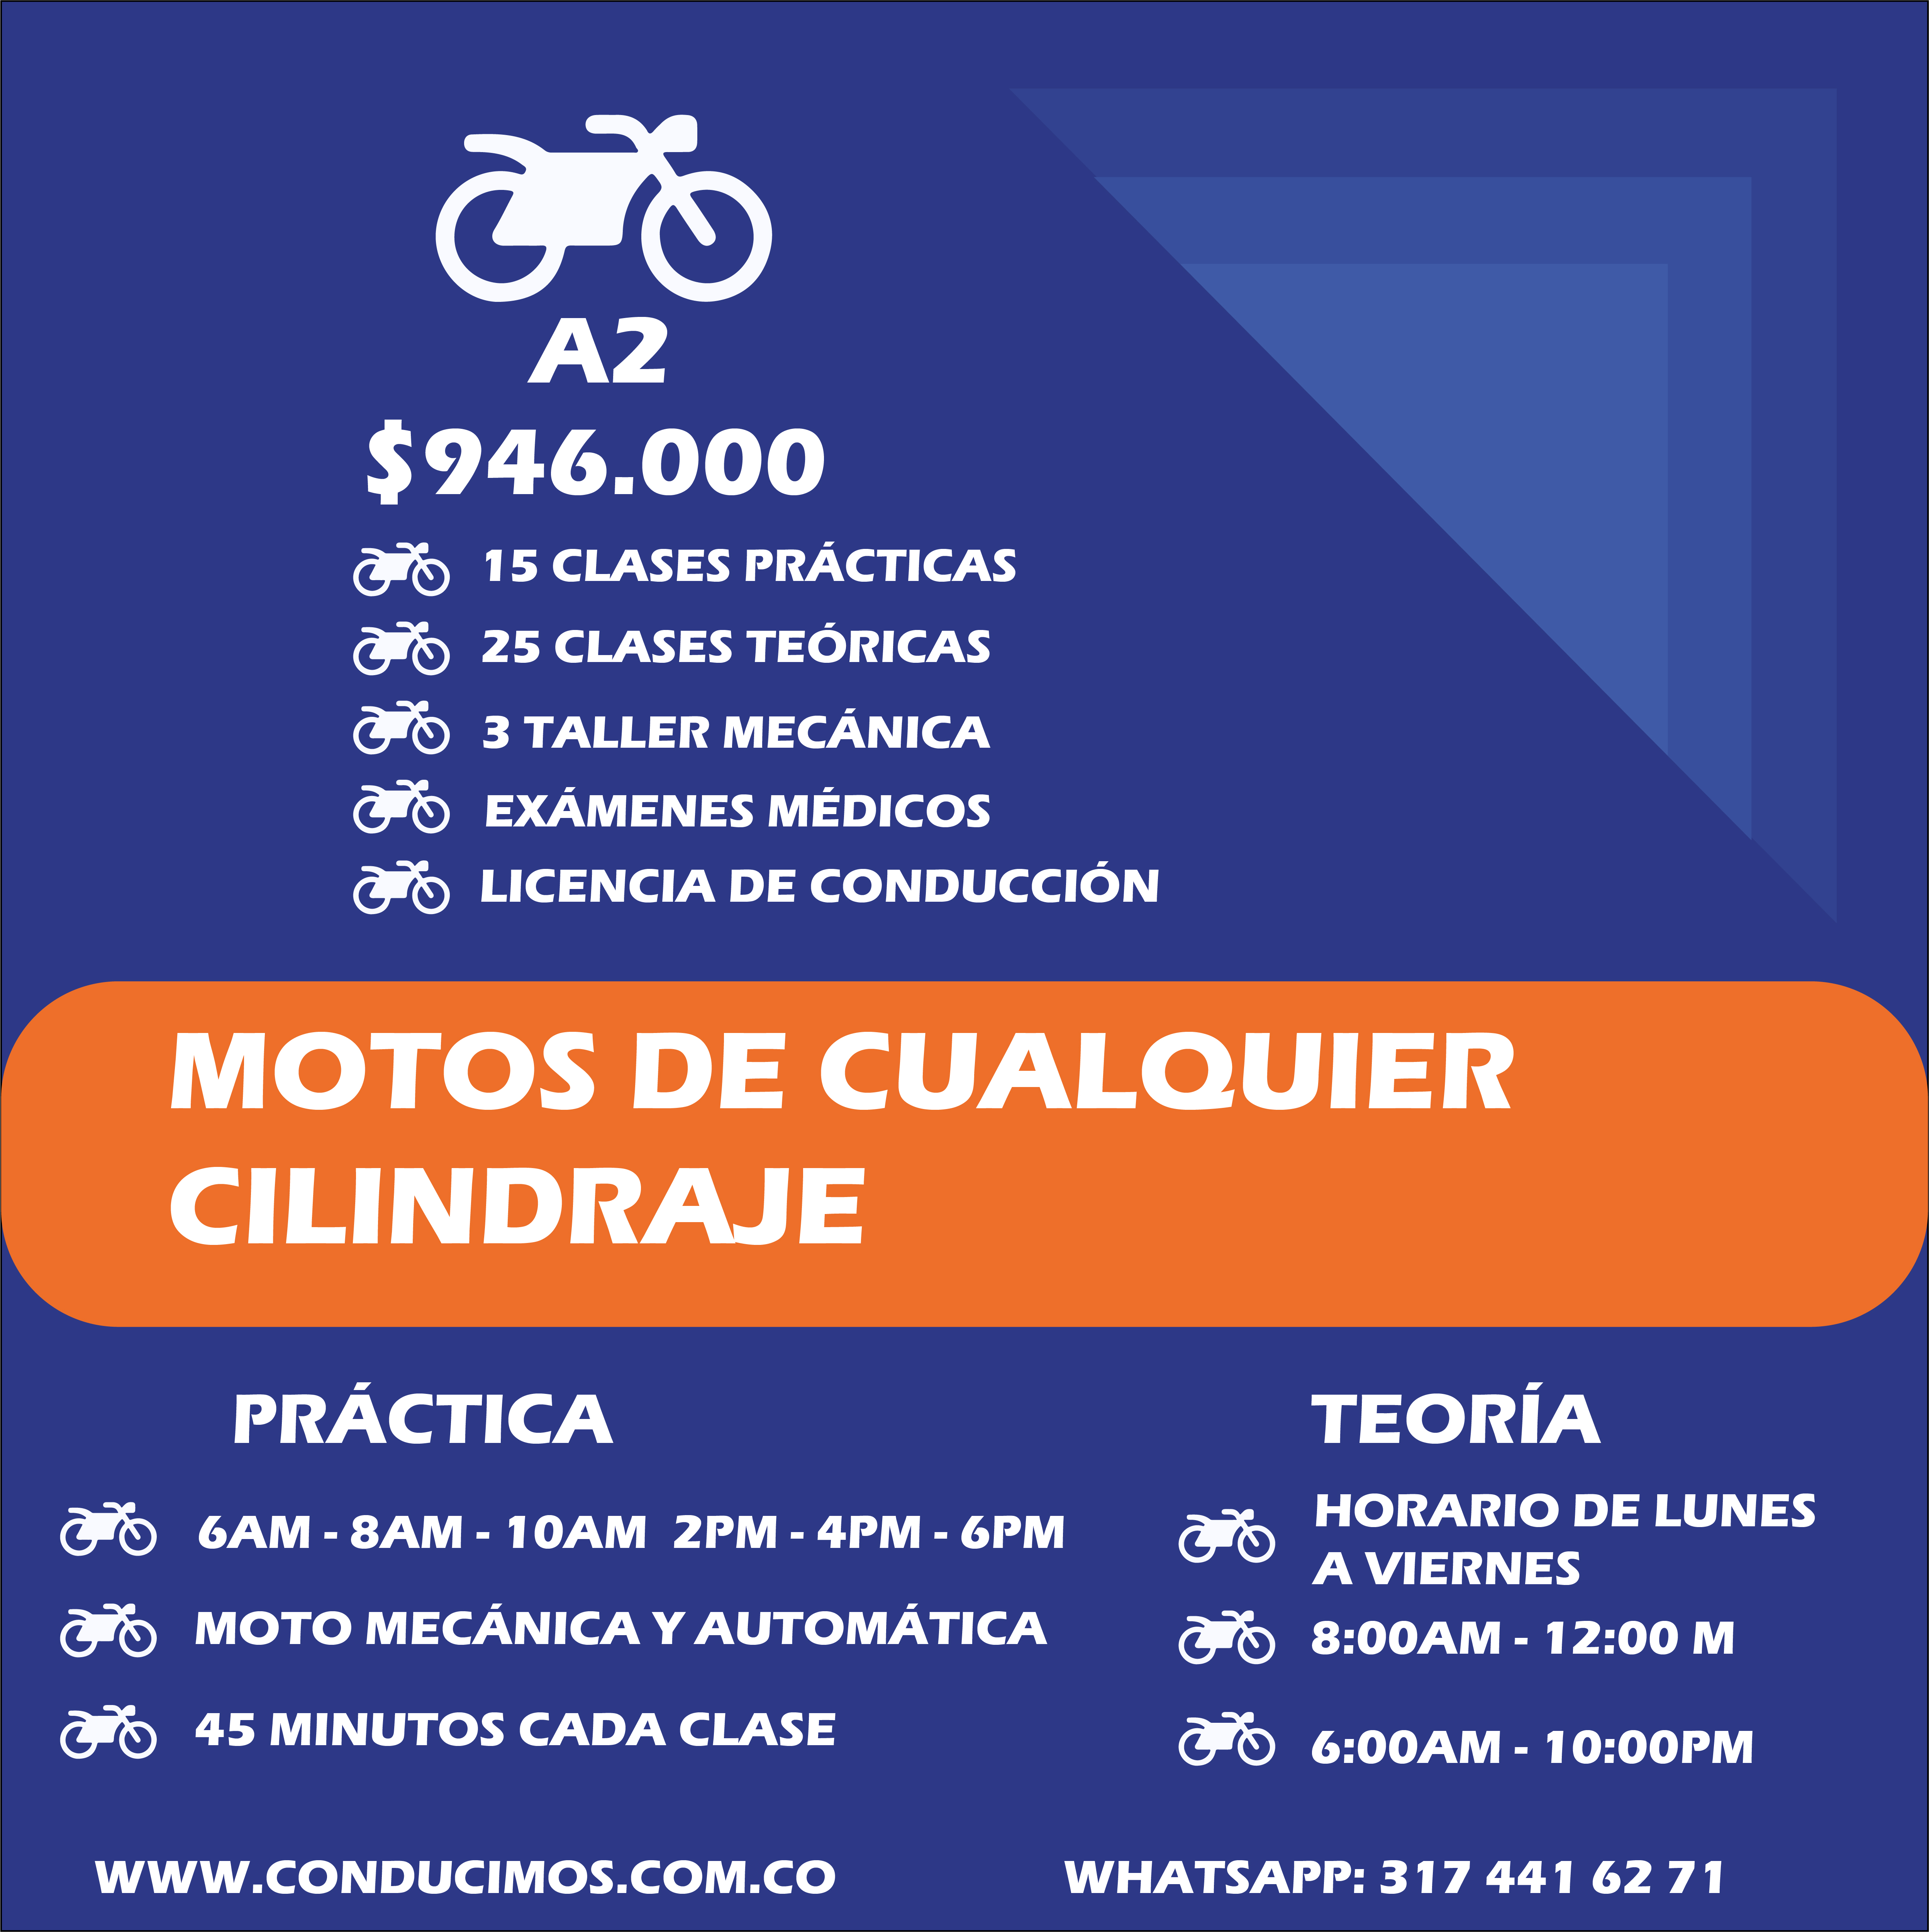 A2
$946.000
15 CLASES PRÁCTICAS
25 CLASES TEÓRICAS
3 TALLER MECÁNICA
EXÁMENES MÉDICOS
LICENCIA DE CONDUCCIÓN
MOTOS DE CUALQUIER
CILINDRAJE
PRÁCTICA
6AM - 8AM - 10AM 2PM - 4PM - 6PM
MOTO MECÁNICA Y AUTOMÁTICA
45 MINUTOS CADA CLASE
TEORÍA
HORARIO DE LUNES
A VIERNES
8:00AM - 12:00 M
6:00AM - 10:00PM
WWW.CONDUCIMOS.COM.CO
WHATSAPP: 317 441 62 71